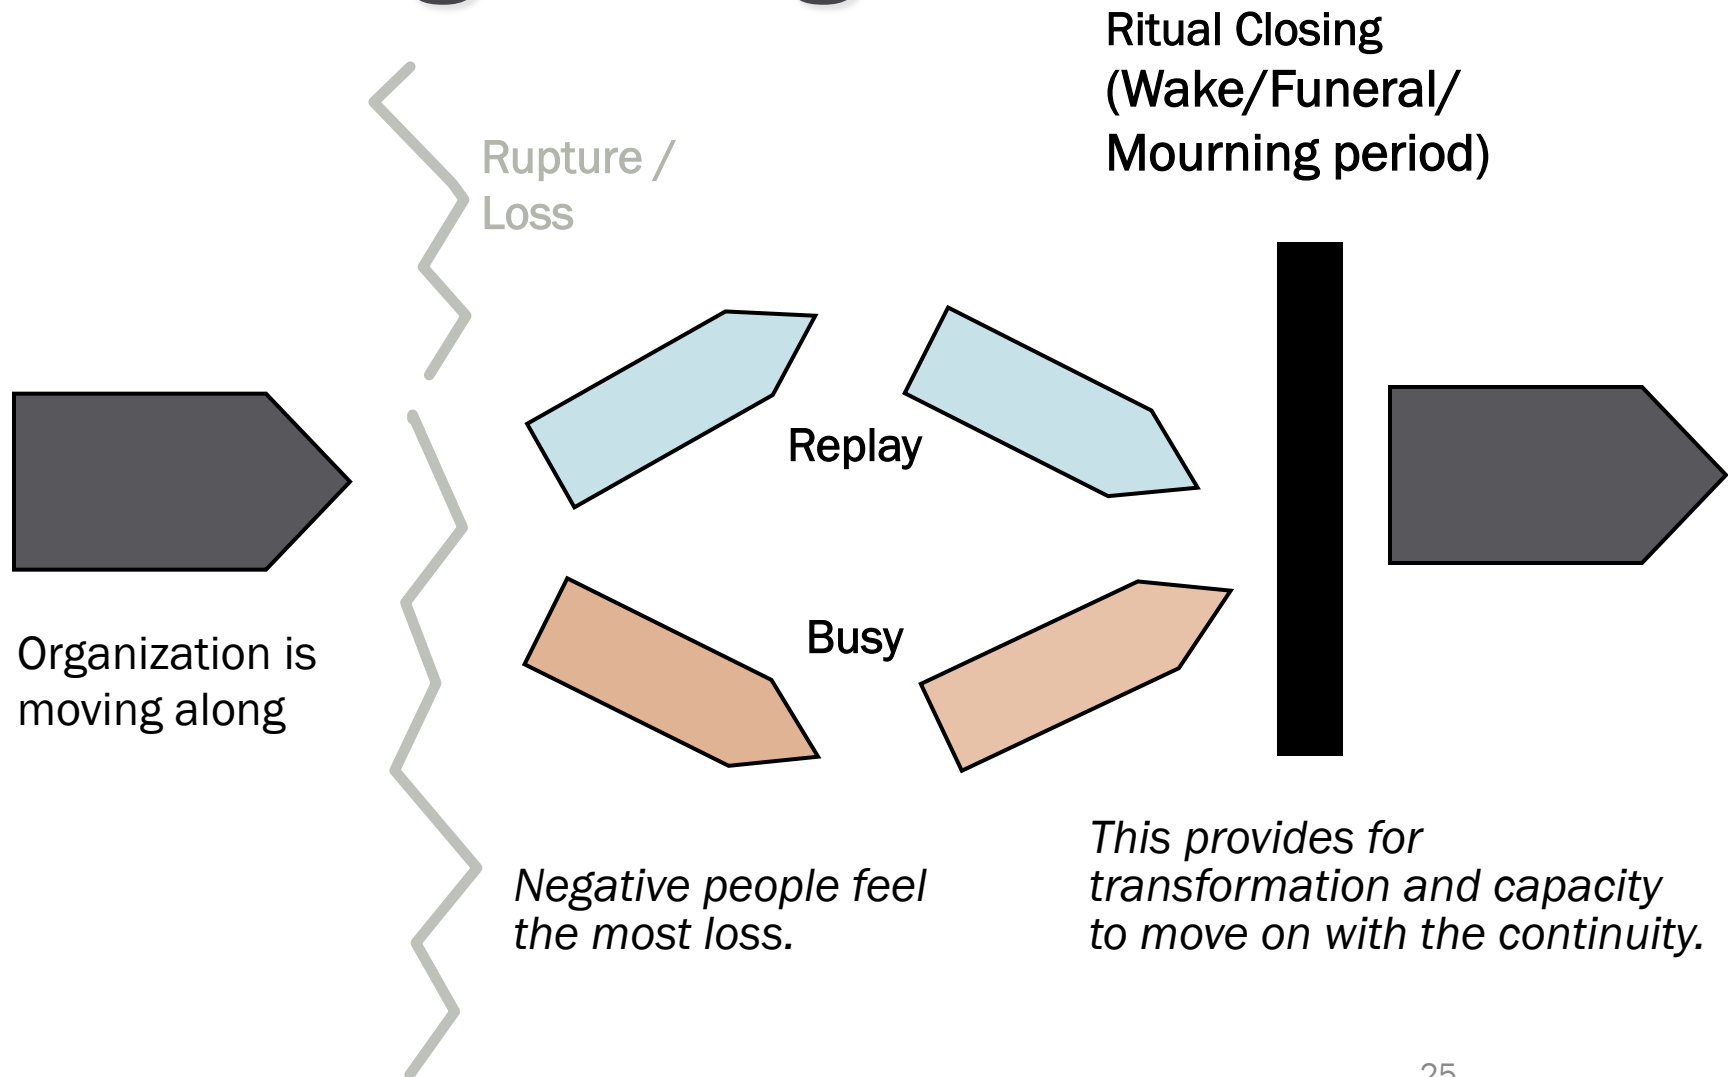 Ritual Closing
(Wake/Funeral/
Mourning period)
Rupture /
Loss
Replay
Busy
Organization is
moving along
Negative people feel
the most loss.
This provides for
transformation and capacity
to move on with the continuity.
25